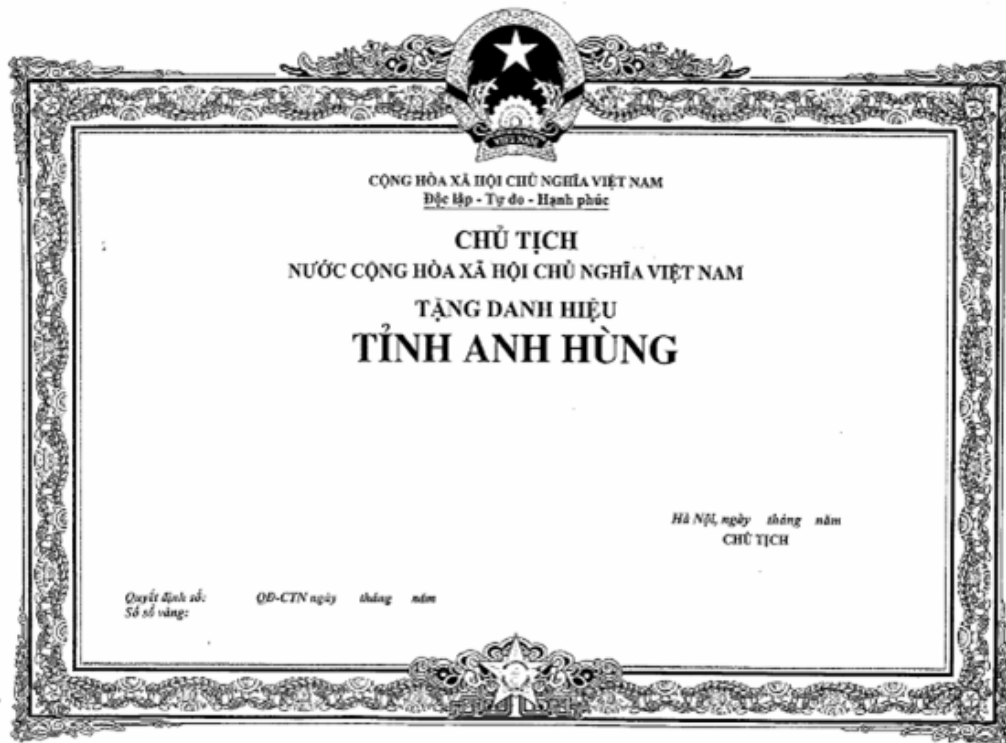 VIỆT NAM
CỘNG HÒA XÃ HỘI CHỦ NGHĨA VIỆT NAM
Độc lập - Tự do - Hạnh phúc
CHỦ TỊCH
NƯỚC CỘNG HÒA XÃ HỘI CHỦ NGHĨA VIỆT NAM
TẶNG DANH HIỆU
TỈNH ANH HÙNG
Hà Nội, ngày tháng năm
CHỦ TỊCH
Quyết định số: QĐ-CTN ngày tháng năm
Số sổ vàng: